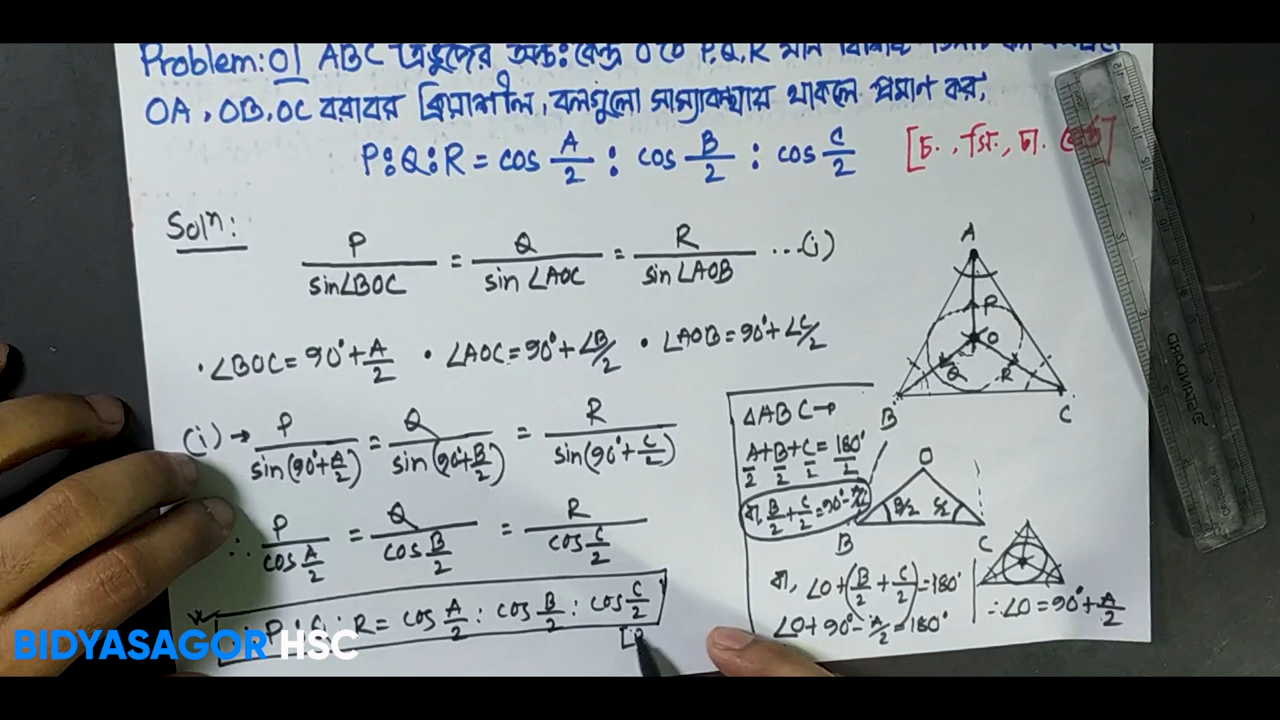 Problem: 01 ABC ত্রিভুজের অন্তঃকেন্দ্র O তে P, Q, R মান
OA, OB, OC বরাবর ক্রিয়াশীল, বলগুলো সাম্যাবস্থায় থাকলে প্রমাণ কর,
P:Q:R = cos A/2 : cos B/2 : cos C/2
Solⁿ:
P/sin∠BOC = Q/sin∠AOC = R/sin∠AOB ...(i)
• ∠BOC = 90° + A/2 • ∠AOC = 90° + ∠B/2 • ∠AOB = 90° + ∠C/2
(i) → P/sin(90°+A/2) = Q/sin(90°+B/2) = R/sin(90°+C/2)
∴ P/cos A/2 = Q/cos B/2 = R/cos C/2
P : Q : R = cos A/2 : cos B/2 : cos C/2
A
R
O
Q R
B C
△ABC →
A/2 + B/2 + C/2 = 180°/2
বা, B/2 + C/2 = 90° - A/2
O
B/2 C/2
B C
বা, ∠O + (B/2 + C/2) = 180°
∠O + 90° - A/2 = 180°
∴ ∠O = 90° + A/2
BIDYASAGOR HSC
STANDARD